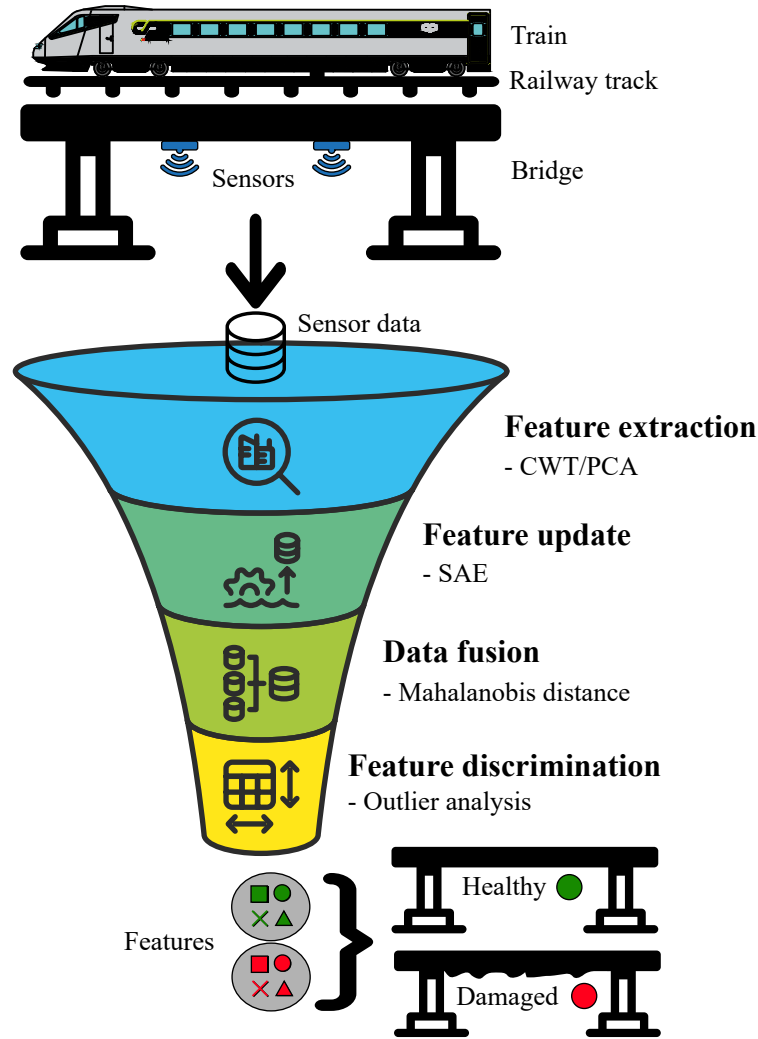 Train
Railway track
Sensors
Bridge
Sensor data
Feature extraction
- CWT/PCA
Feature update
- SAE
Data fusion
- Mahalanobis distance
Feature discrimination
- Outlier analysis
Features
Healthy
Damaged